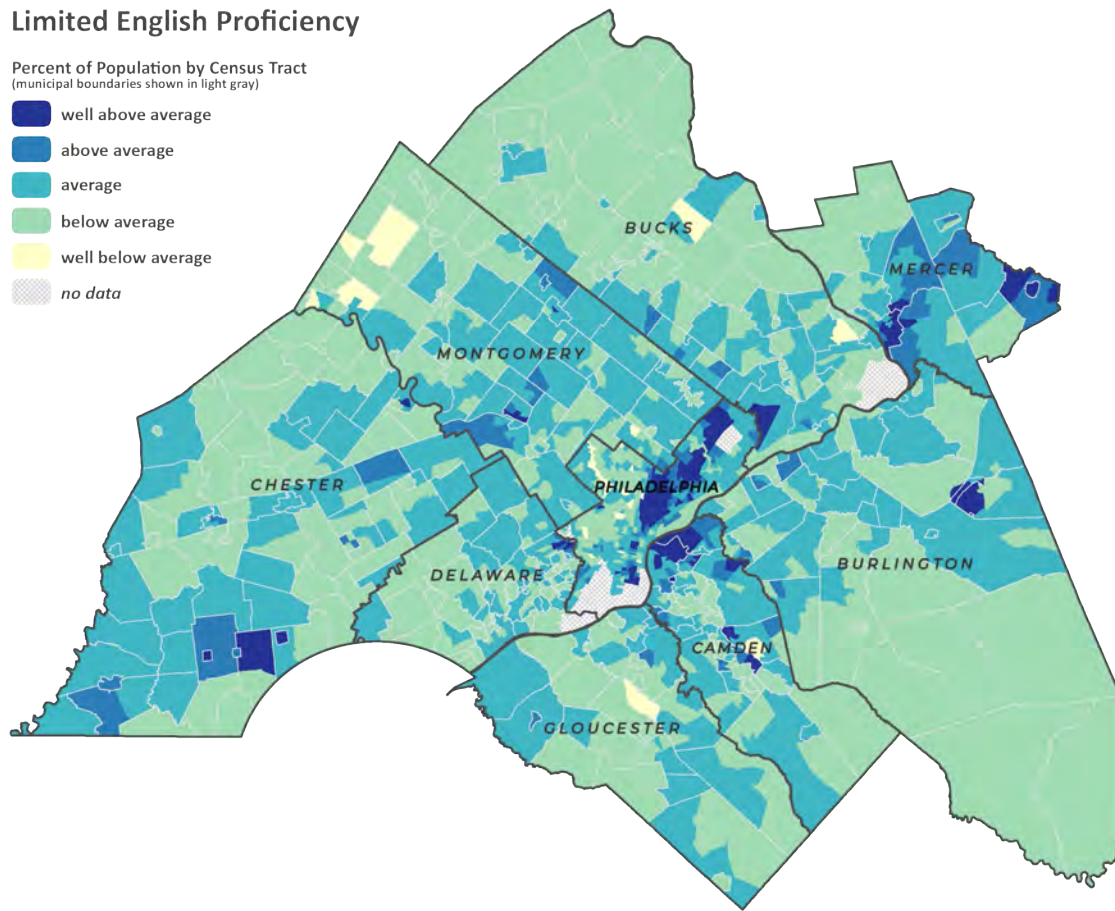 Limited English Proficiency
Percent of Population by Census Tract
(municipal boundaries shown in light gray)
well above average
above average
average
below average
well below average
no data
BUCKS
MERCER
MONTGOMERY
CHESTER
PHILADELPHIA
DELAWARE
BURLINGTON
CAMDEN
GLOUCESTER